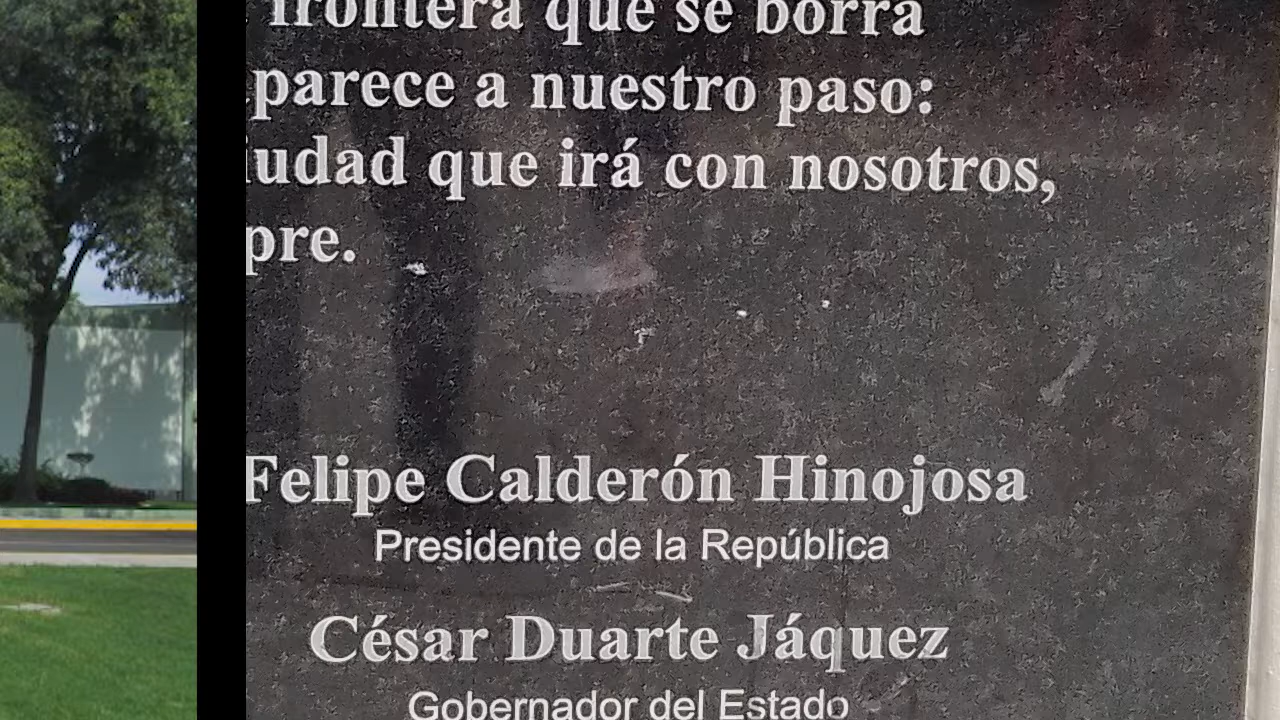 frontera que se borra
parece a nuestro paso:
iudad que irá con nosotros,
pre.
Felipe Calderón Hinojosa
Presidente de la República
César Duarte Jáquez
Gobernador del Estado